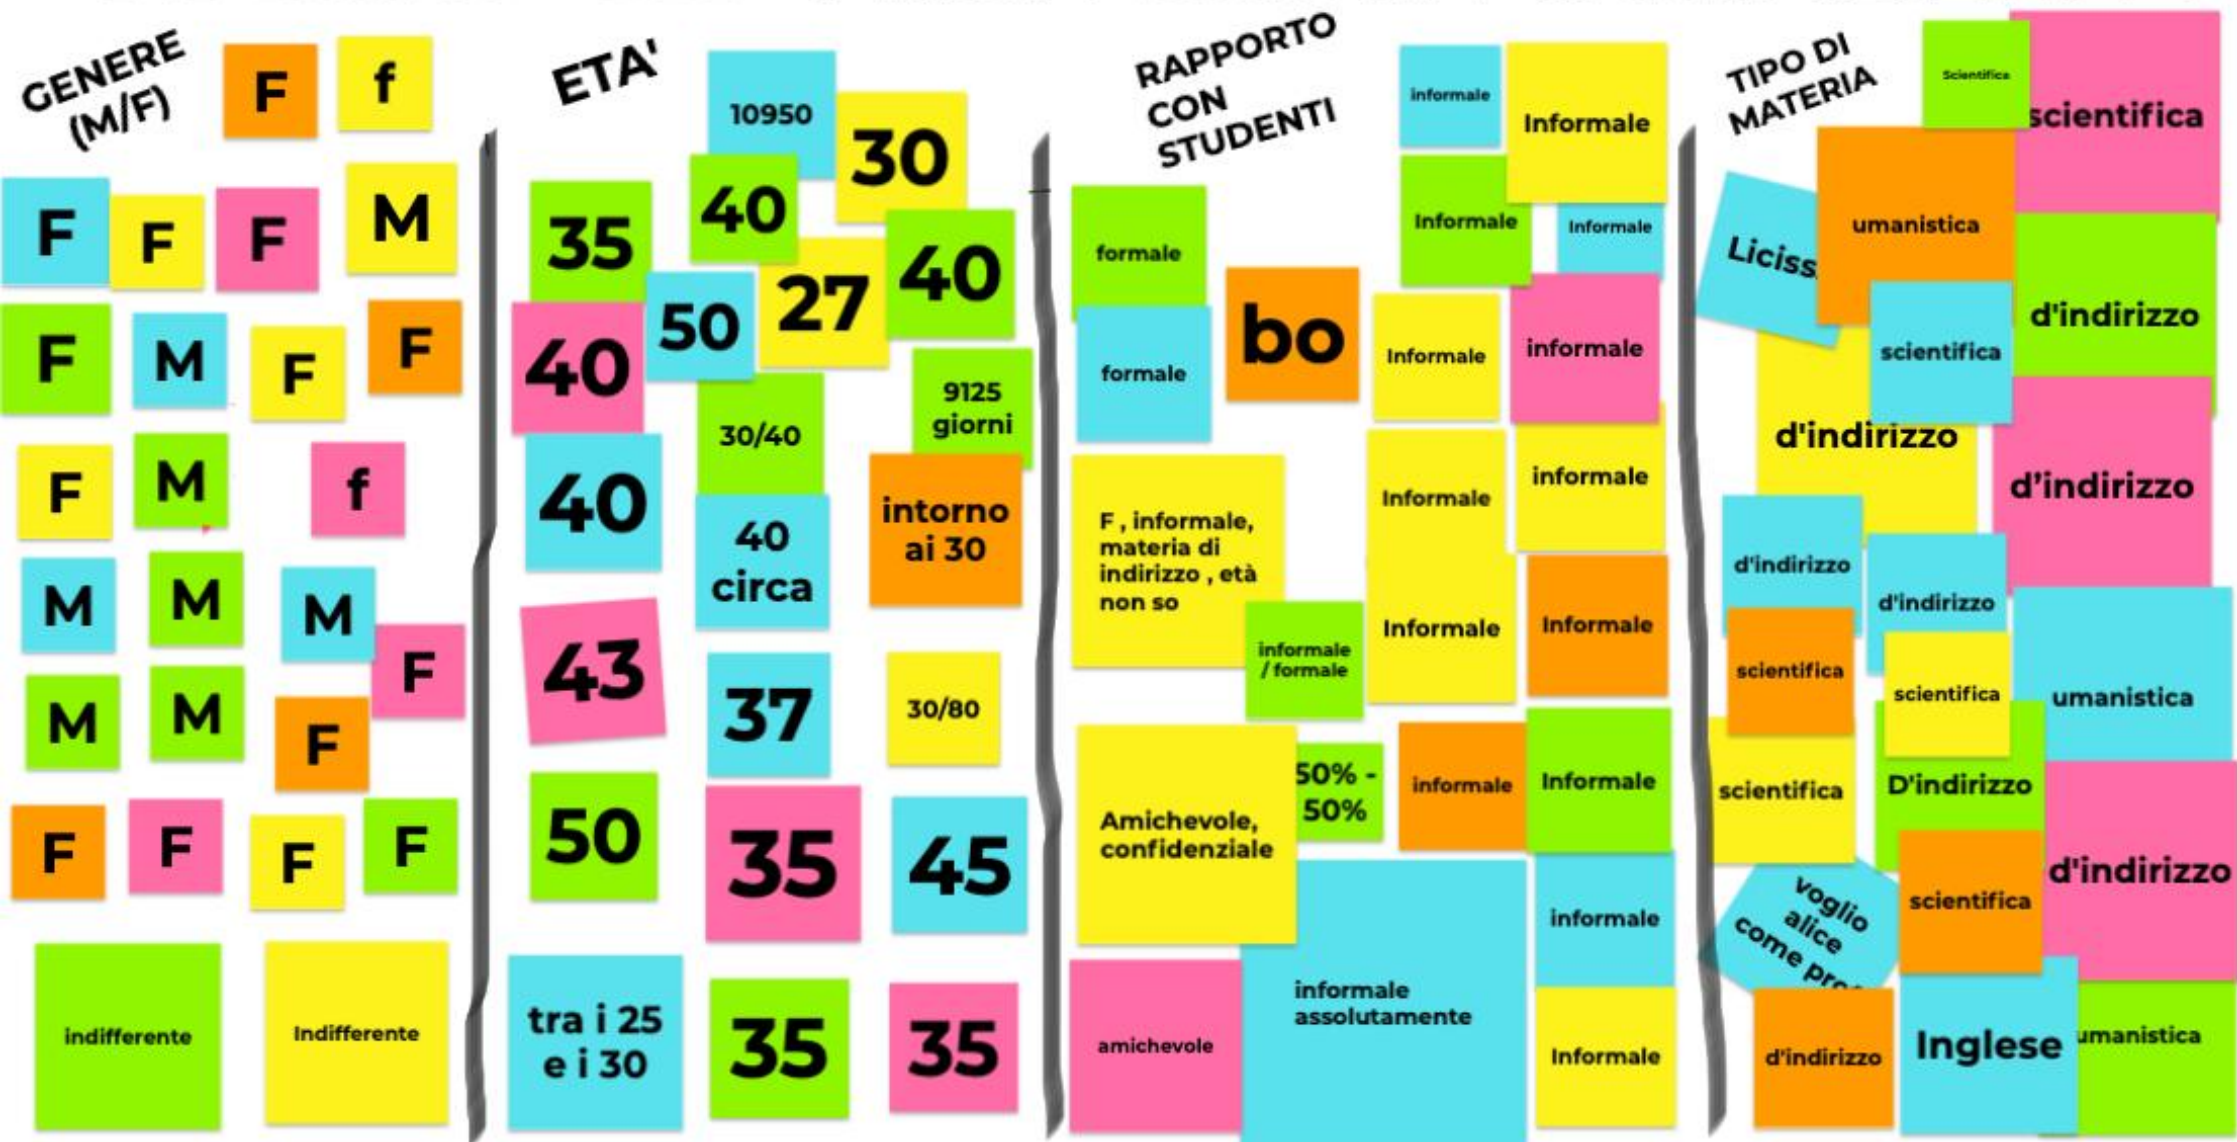 GENERE
(M/F)
F
f
F
F
F
M
F
M
F
F
F
M
f
M
M
M
F
M
M
F
F
F
F
F
indifferente
Indifferente
ETA'
10950
30
40
35
40
27
50
40
9125
giorni
30/40
40
40
circa
intorno
ai 30
43
37
30/80
50
35
45
tra i 25
e i 30
35
35
RAPPORTO
CON
STUDENTI
informale
Informale
Informale
Informale
formale
bo
formale
Informale
informale
Informale
informale
F , informale,
materia di
indirizzo , età
non so
informale
/ formale
Informale
Informale
Amichevole,
confidenziale
50% -
50%
informale
Informale
informale
informale
assolutamente
amichevole
Informale
TIPO DI
MATERIA
Scientifica
scientifica
umanistica
Liciss
d'indirizzo
scientifica
d'indirizzo
d'indirizzo
d'indirizzo
d'indirizzo
scientifica
scientifica
umanistica
scientifica
D'indirizzo
d'indirizzo
scientifica
voglio
alice
come
d'indirizzo
Inglese
umanistica